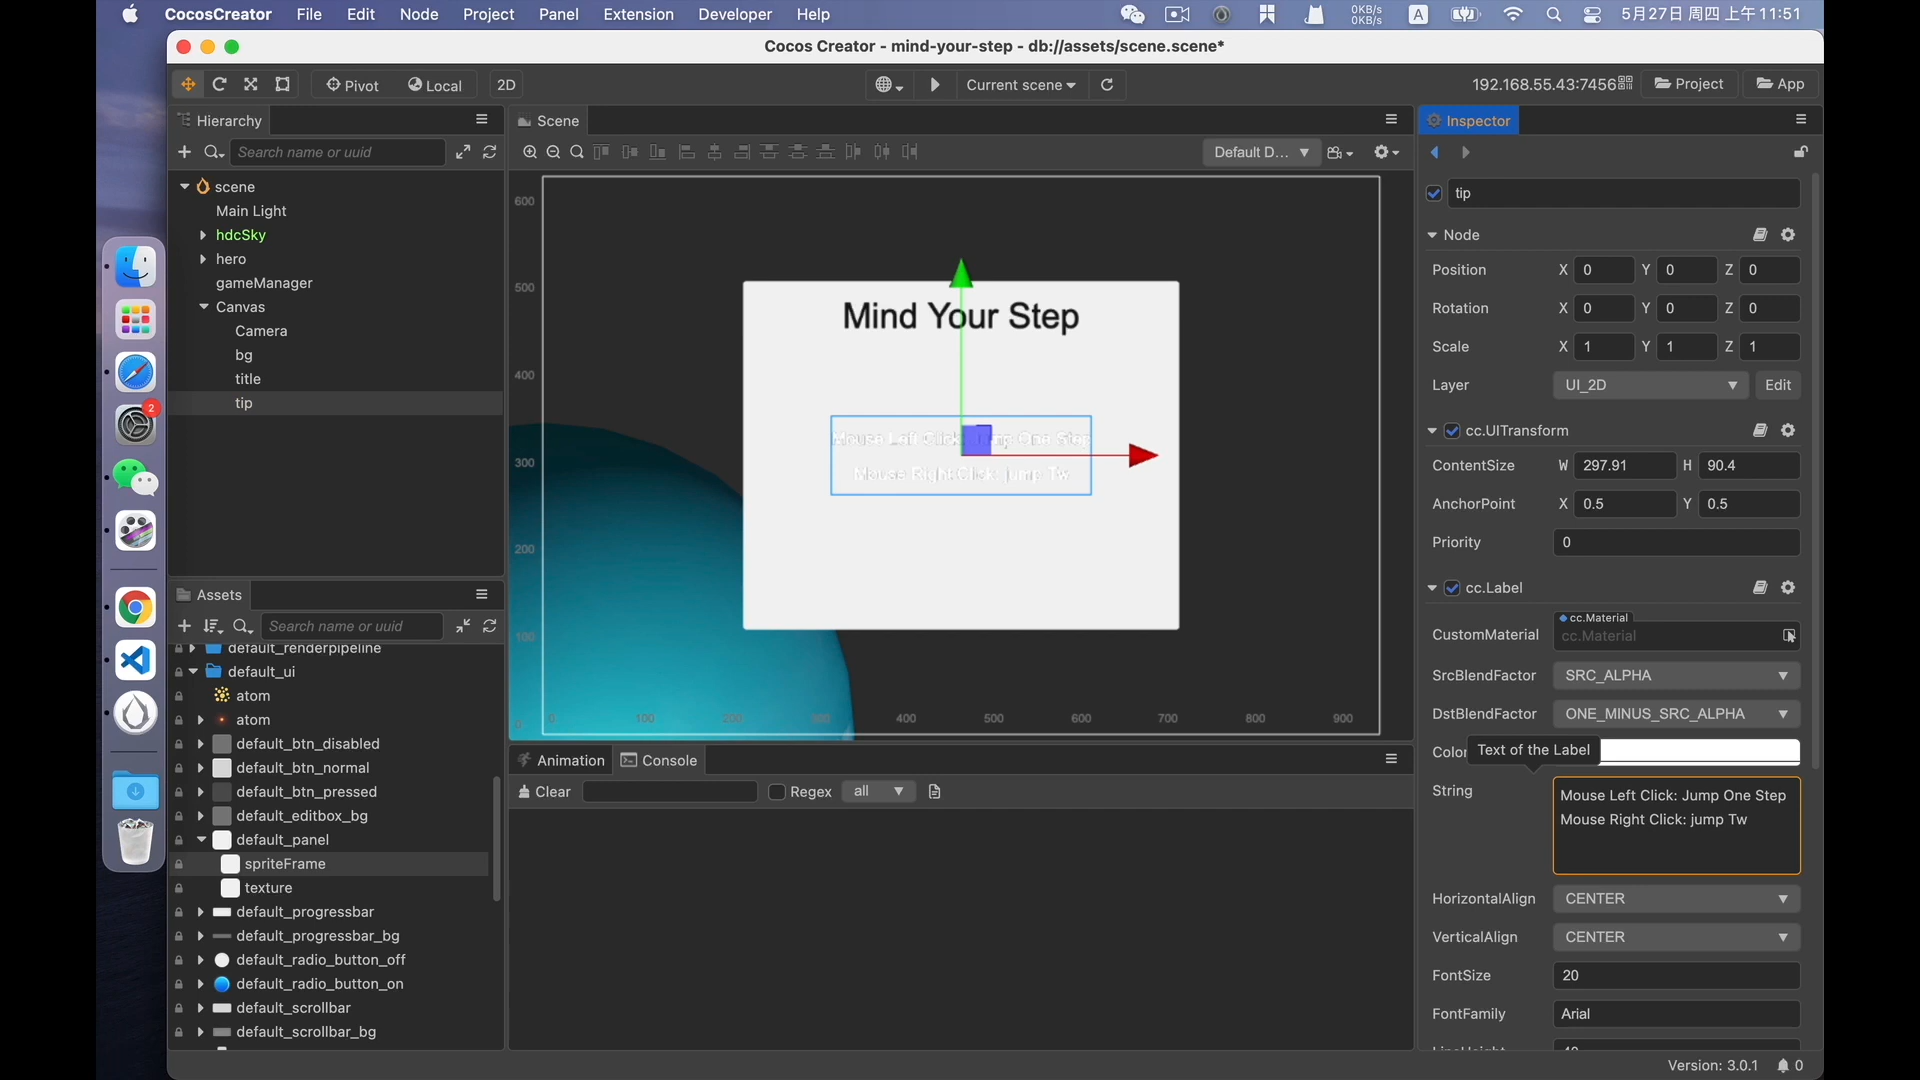 CocosCreator File Edit Node Project Panel Extension Developer Help 0KB/s 0KB/s A 5月27日 周四 上午11:51
Cocos Creator - mind-your-step - db://assets/scene.scene*
Pivot Local 2D Current scene 192.168.55.43:7456 Project App
Hierarchy
Search name or uuid
scene
Main Light
hdcSky
hero
gameManager
Canvas
Camera
bg
title
tip
Assets
Search name or uuid
default_renderpipeline
default_ui
atom
atom
default_btn_disabled
default_btn_normal
default_btn_pressed
default_editbox_bg
default_panel
spriteFrame
texture
default_progressbar
default_progressbar_bg
default_radio_button_off
default_radio_button_on
default_scrollbar
default_scrollbar_bg
2
Scene
Default D...
600
500
400
300
200
100
0
0 100 200 300 400 500 600 700 800 900
Mind Your Step
Mouse Left Click: Jump One Step
Mouse Right Click: jump Tw
Animation Console
Clear Regex all
Inspector
tip
Node
Position X 0 Y 0 Z 0
Rotation X 0 Y 0 Z 0
Scale X 1 Y 1 Z 1
Layer UI_2D Edit
cc.UITransform
ContentSize W 297.91 H 90.4
AnchorPoint X 0.5 Y 0.5
Priority 0
cc.Label
cc.Material
CustomMaterial cc.Material
SrcBlendFactor SRC_ALPHA
DstBlendFactor ONE_MINUS_SRC_ALPHA
Color
Text of the Label
String
Mouse Left Click: Jump One Step
Mouse Right Click: jump Tw
HorizontalAlign CENTER
VerticalAlign CENTER
FontSize 20
FontFamily Arial
Version: 3.0.1 0